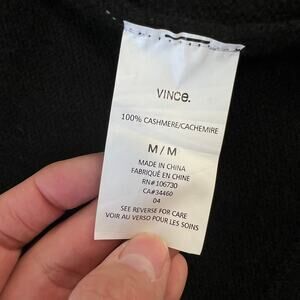 VINCE.
100% CASHMERE/CACHEMIRE
M/M
MADE IN CHINA
FABRIQUÉ EN CHINE
RN#106730
CA#34460
04
SEE REVERSE FOR CARE
VOIR AU VERSO POUR LES SOINS